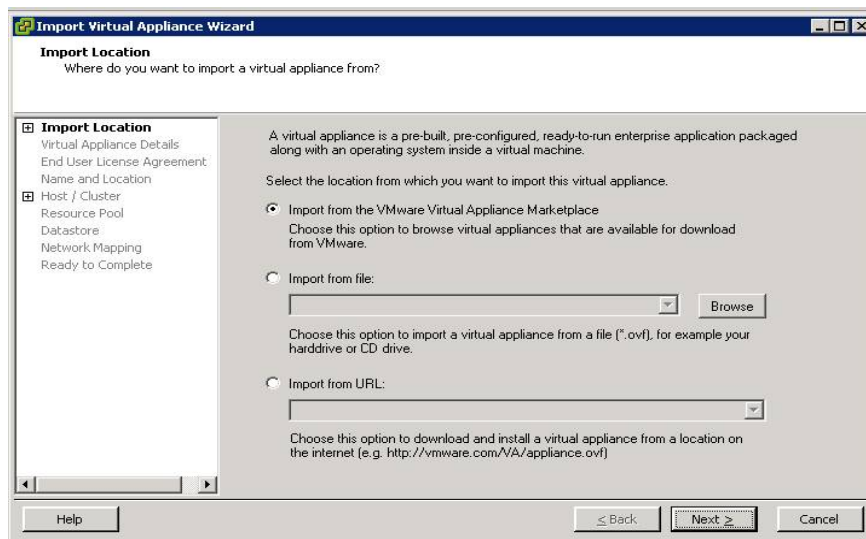 Import Virtual Appliance Wizard
Import Location
Where do you want to import a virtual appliance from?
Import Location
Virtual Appliance Details
End User License Agreement
Name and Location
Host / Cluster
Resource Pool
Datastore
Network Mapping
Ready to Complete
A virtual appliance is a pre-built, pre-configured, ready-to-run enterprise application packaged
along with an operating system inside a virtual machine.
Select the location from which you want to import this virtual appliance.
Import from the VMware Virtual Appliance Marketplace
Choose this option to browse virtual appliances that are available for download
from VMware.
Import from file:
Browse
Choose this option to import a virtual appliance from a file (*.ovf), for example your
harddrive or CD drive.
Import from URL:
Choose this option to download and install a virtual appliance from a location on
the internet (e.g. http://vmware.com/VA/appliance.ovf)
Help
< Back
Next >
Cancel